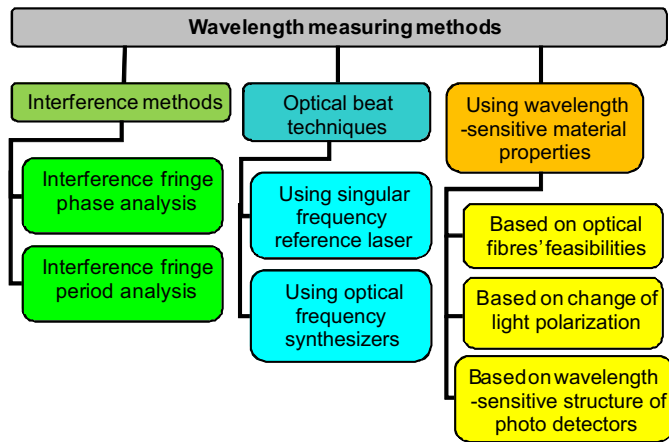 Wavelength measuring methods
Interference methods
Interference fringe
phase analysis
Interference fringe
period analysis
Optical beat
techniques
Using singular
frequency
reference laser
Using optical
frequency
synthesizers
Using wavelength
-sensitive material
properties
Based on optical
fibres' feasibilities
Based on change of
light polarization
Based on wavelength
-sensitive structure of
photo detectors